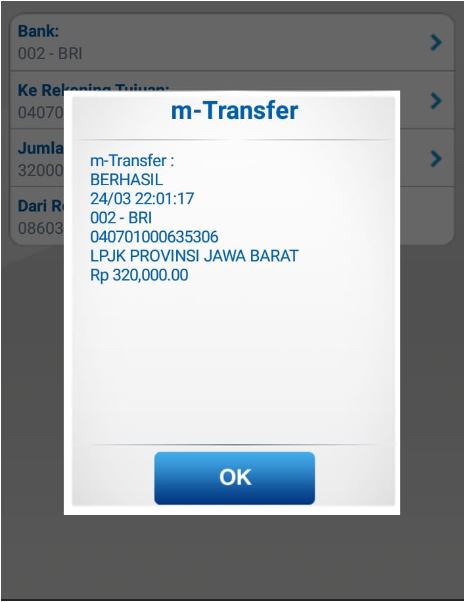 Bank:
002 - BRI
Ke Rekening Tujuan:
04070
Jumla
32000
Dari R
08603
m-Transfer
m-Transfer :
BERHASIL
24/03 22:01:17
002 - BRI
040701000635306
LPJK PROVINSI JAWA BARAT
Rp 320,000.00
OK